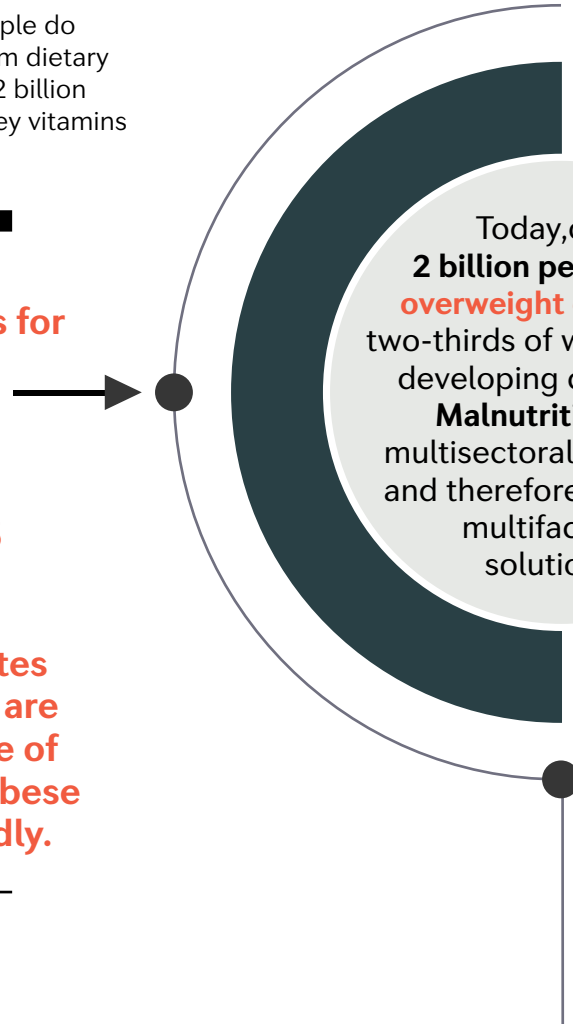 ple do
m dietary
2 billion
ey vitamins
s for
tes
are
e of
bese
dly.
Today,
2 billion pe
overweight
two-thirds of w
developing
Malnutrit
multisectoral
and therefore
multifac
soluti